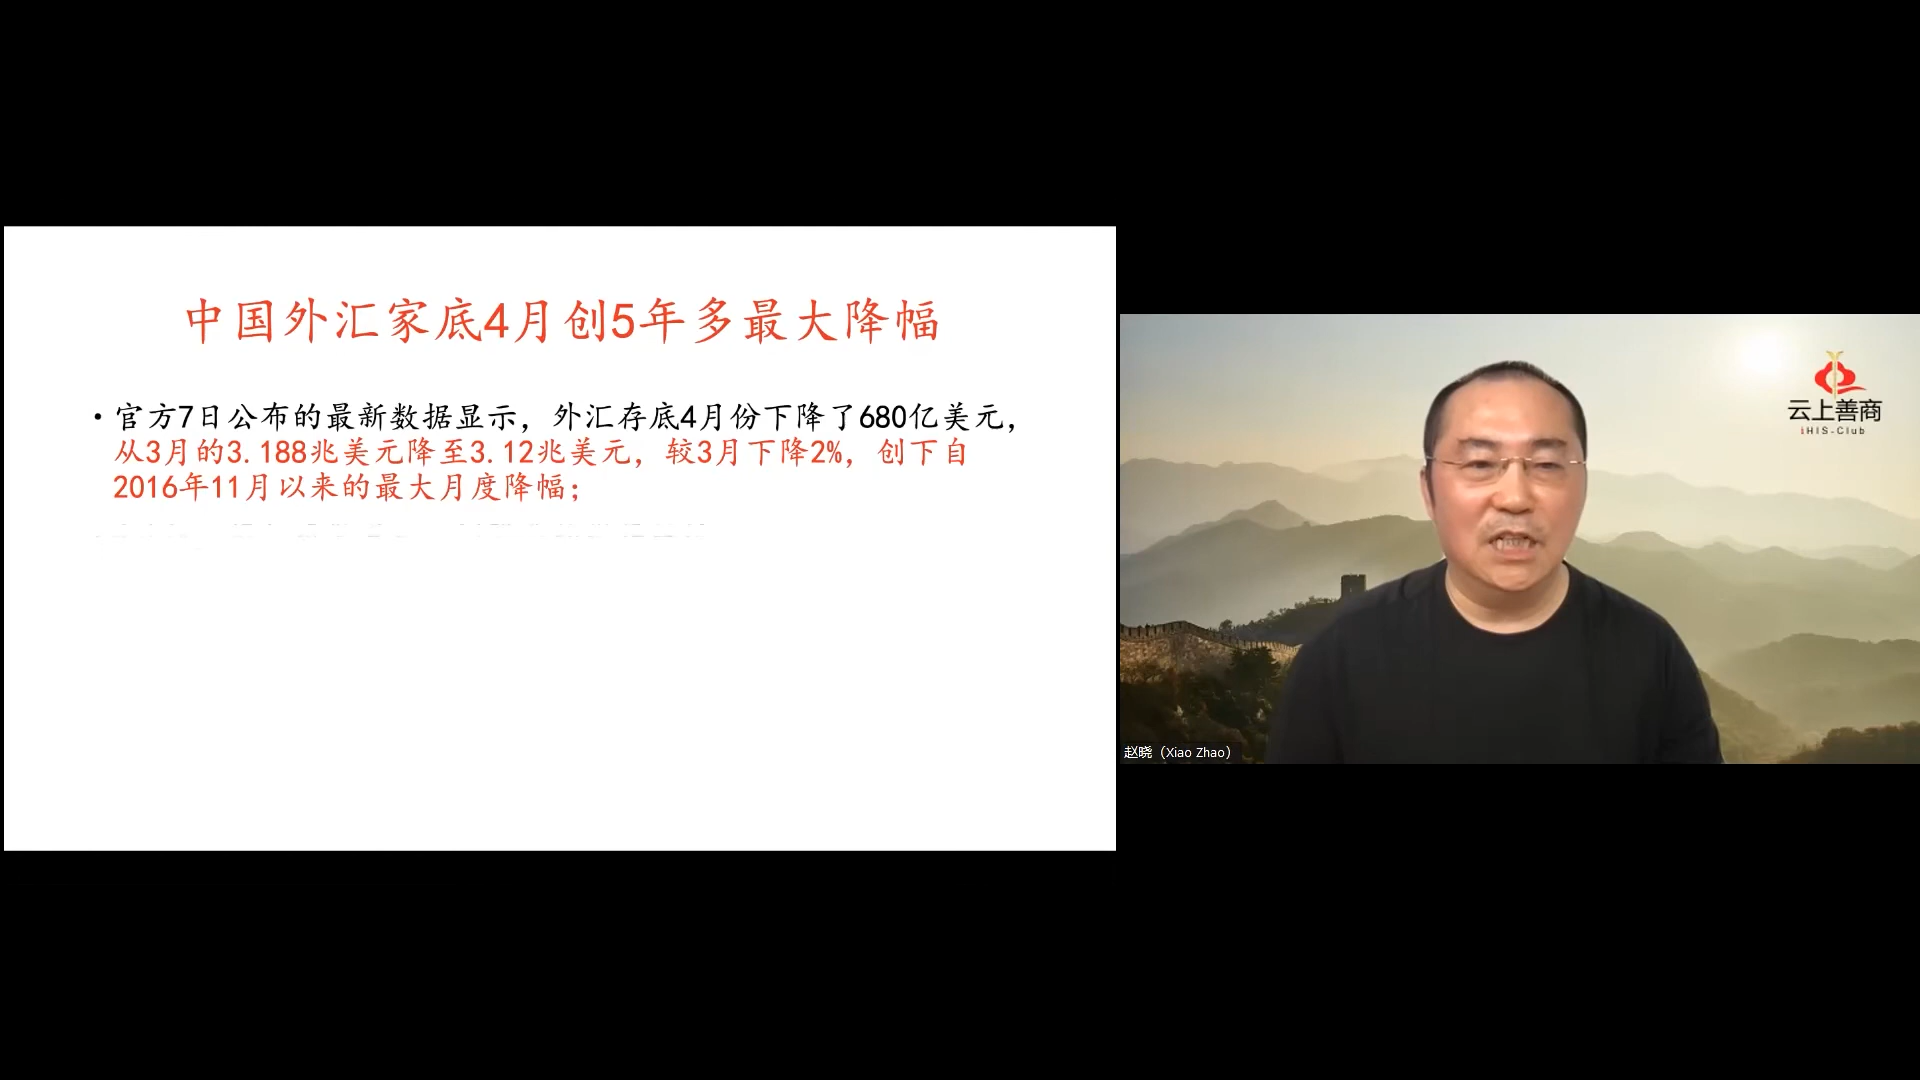 中国外汇家底4月创5年多最大降幅
• 官方7日公布的最新数据显示，外汇存底4月份下降了680亿美元，
从3月的3.188兆美元降至3.12兆美元，较3月下降2%，创下自
2016年11月以来的最大月度降幅；
云上善商
iHIS-Club
赵晓（Xiao Zhao）